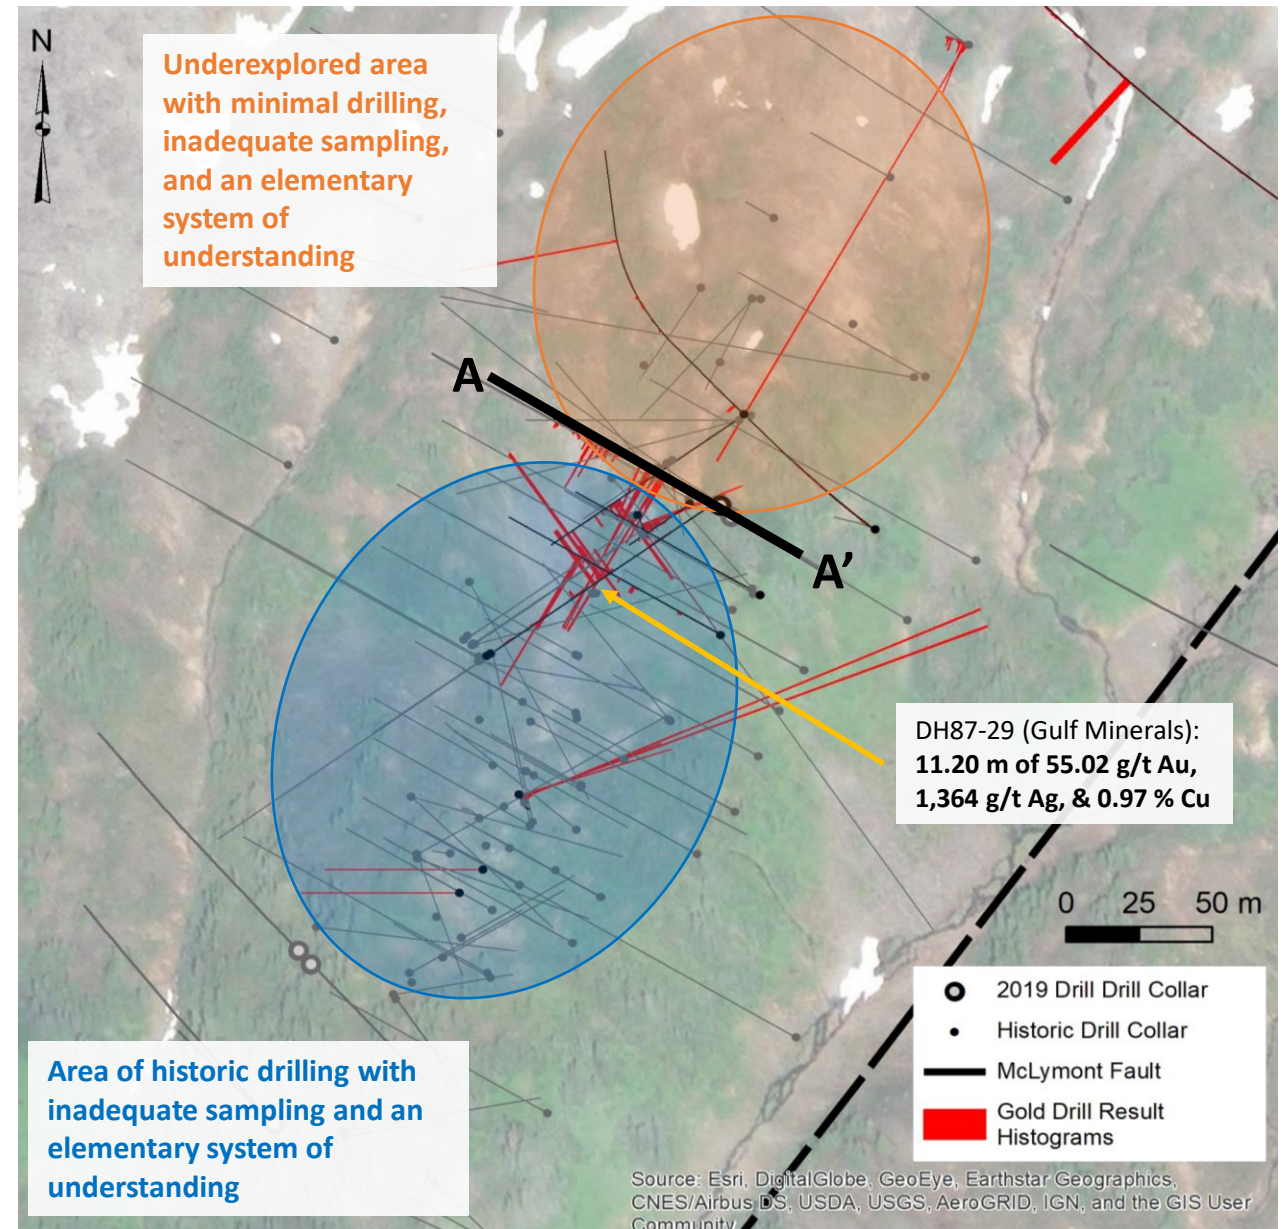 N
Underexplored area
with minimal drilling,
inadequate sampling,
and an elementary
system of
understanding
A
A’
DH87-29 (Gulf Minerals):
11.20 m of 55.02 g/t Au,
1,364 g/t Ag, & 0.97 % Cu
0 25 50 m
2019 Drill Drill Collar
Historic Drill Collar
McLymont Fault
Gold Drill Result
Histograms
Area of historic drilling with
inadequate sampling and an
elementary system of
understanding
Source: Esri, DigitalGlobe, GeoEye, Earthstar Geographics,
CNES/Airbus DS, USDA, USGS, AeroGRID, IGN, and the GIS User
Community